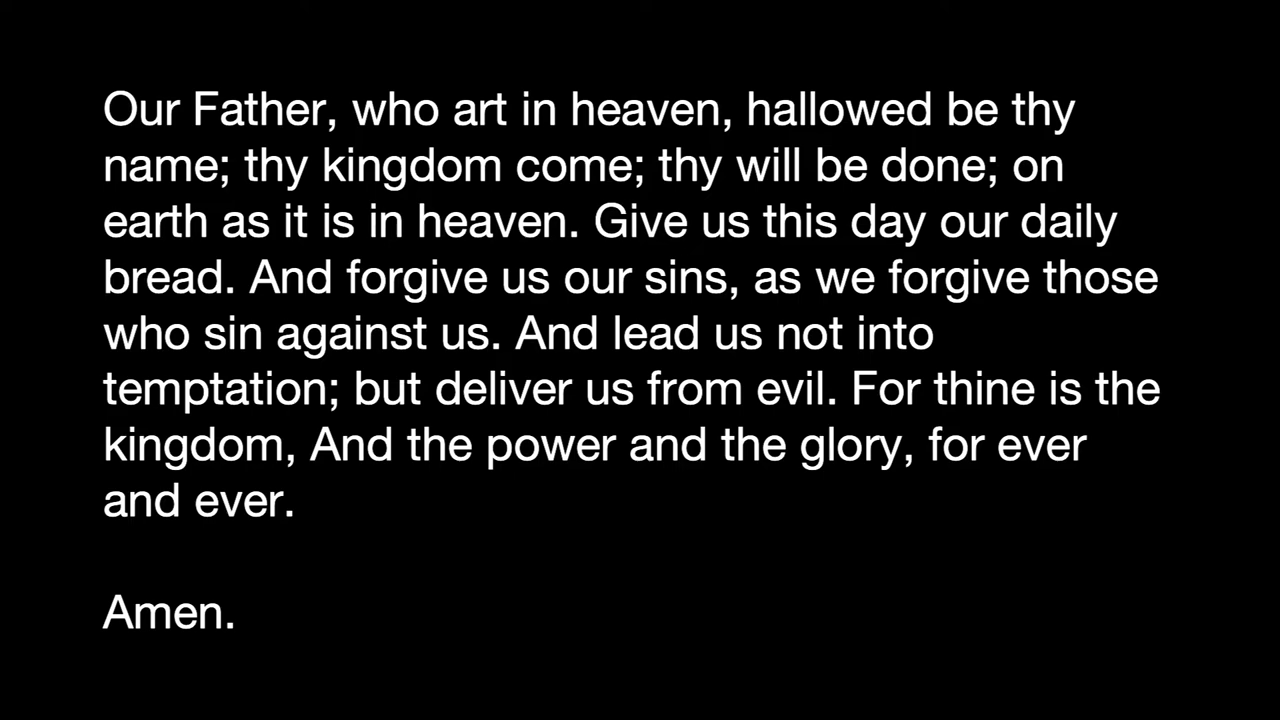 Our Father, who art in heaven, hallowed be thy
name; thy kingdom come; thy will be done; on
earth as it is in heaven. Give us this day our daily
bread. And forgive us our sins, as we forgive those
who sin against us. And lead us not into
temptation; but deliver us from evil. For thine is the
kingdom, And the power and the glory, for ever
and ever.
Amen.